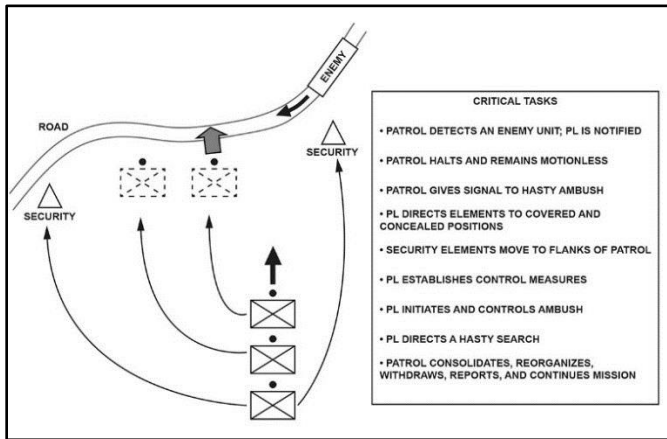 ENEMY
ROAD
SECURITY
SECURITY
CRITICAL TASKS
• PATROL DETECTS AN ENEMY UNIT; PL IS NOTIFIED
• PATROL HALTS AND REMAINS MOTIONLESS
• PATROL GIVES SIGNAL TO HASTY AMBUSH
• PL DIRECTS ELEMENTS TO COVERED AND
CONCEALED POSITIONS
• SECURITY ELEMENTS MOVE TO FLANKS OF PATROL
• PL ESTABLISHES CONTROL MEASURES
• PL INITIATES AND CONTROLS AMBUSH
• PL DIRECTS A HASTY SEARCH
• PATROL CONSOLIDATES, REORGANIZES,
WITHDRAWS, REPORTS, AND CONTINUES MISSION